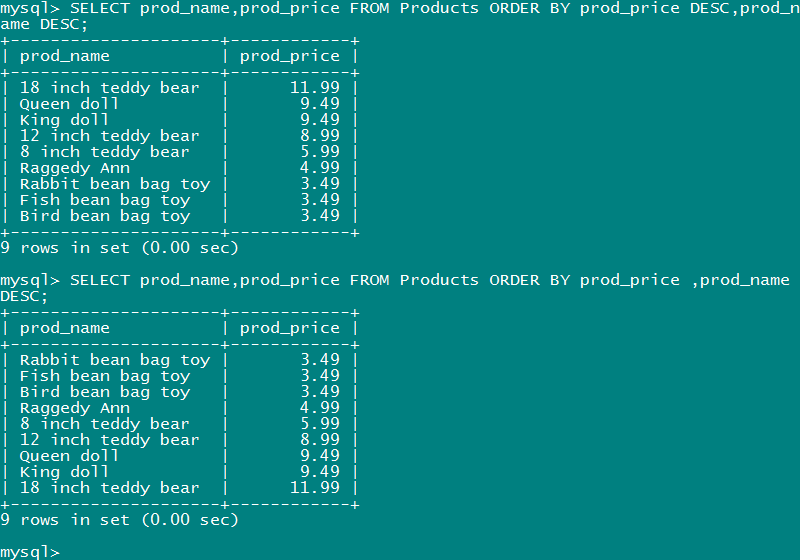 mysql> SELECT prod_name,prod_price FROM Products ORDER BY prod_price DESC,prod_n
ame DESC;
+---------------------+------------+
| prod_name           | prod_price |
+---------------------+------------+
| 18 inch teddy bear  |      11.99 |
| Queen doll          |       9.49 |
| King doll           |       9.49 |
| 12 inch teddy bear  |       8.99 |
| 8 inch teddy bear   |       5.99 |
| Raggedy Ann         |       4.99 |
| Rabbit bean bag toy |       3.49 |
| Fish bean bag toy   |       3.49 |
| Bird bean bag toy   |       3.49 |
+---------------------+------------+
9 rows in set (0.00 sec)

mysql> SELECT prod_name,prod_price FROM Products ORDER BY prod_price ,prod_name
DESC;
+---------------------+------------+
| prod_name           | prod_price |
+---------------------+------------+
| Rabbit bean bag toy |       3.49 |
| Fish bean bag toy   |       3.49 |
| Bird bean bag toy   |       3.49 |
| Raggedy Ann         |       4.99 |
| 8 inch teddy bear   |       5.99 |
| 12 inch teddy bear  |       8.99 |
| Queen doll          |       9.49 |
| King doll           |       9.49 |
| 18 inch teddy bear  |      11.99 |
+---------------------+------------+
9 rows in set (0.00 sec)

mysql>